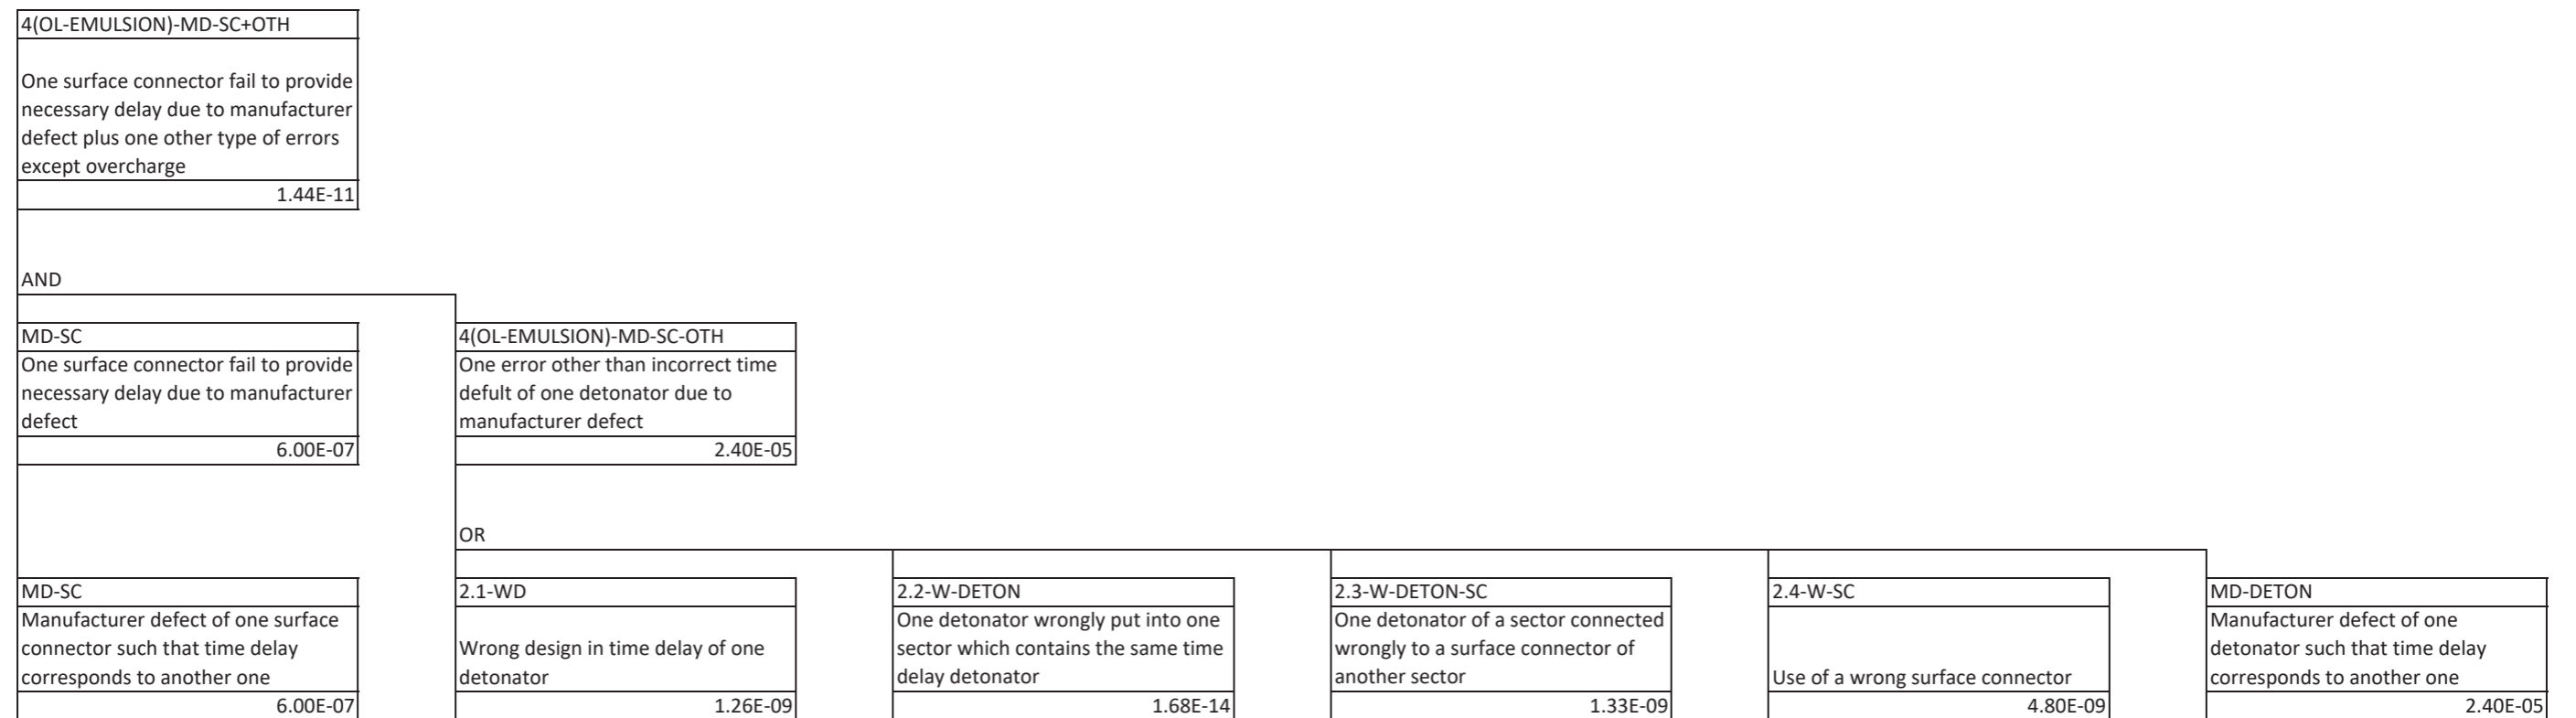 4(OL-EMULSION)-MD-SC+OTH
One surface connector fail to provide
necessary delay due to manufacturer
defect plus one other type of errors
except overcharge
1.44E-11
AND
MD-SC
One surface connector fail to provide
necessary delay due to manufacturer
defect
6.00E-07
4(OL-EMULSION)-MD-SC-OTH
One error other than incorrect time
defult of one detonator due to
manufacturer defect
2.40E-05
OR
MD-SC
Manufacturer defect of one surface
connector such that time delay
corresponds to another one
6.00E-07
2.1-WD
Wrong design in time delay of one
detonator
1.26E-09
2.2-W-DETON
One detonator wrongly put into one
sector which contains the same time
delay detonator
1.68E-14
2.3-W-DETON-SC
One detonator of a sector connected
wrongly to a surface connector of
another sector
1.33E-09
2.4-W-SC
Use of a wrong surface connector
4.80E-09
MD-DETON
Manufacturer defect of one
detonator such that time delay
corresponds to another one
2.40E-05